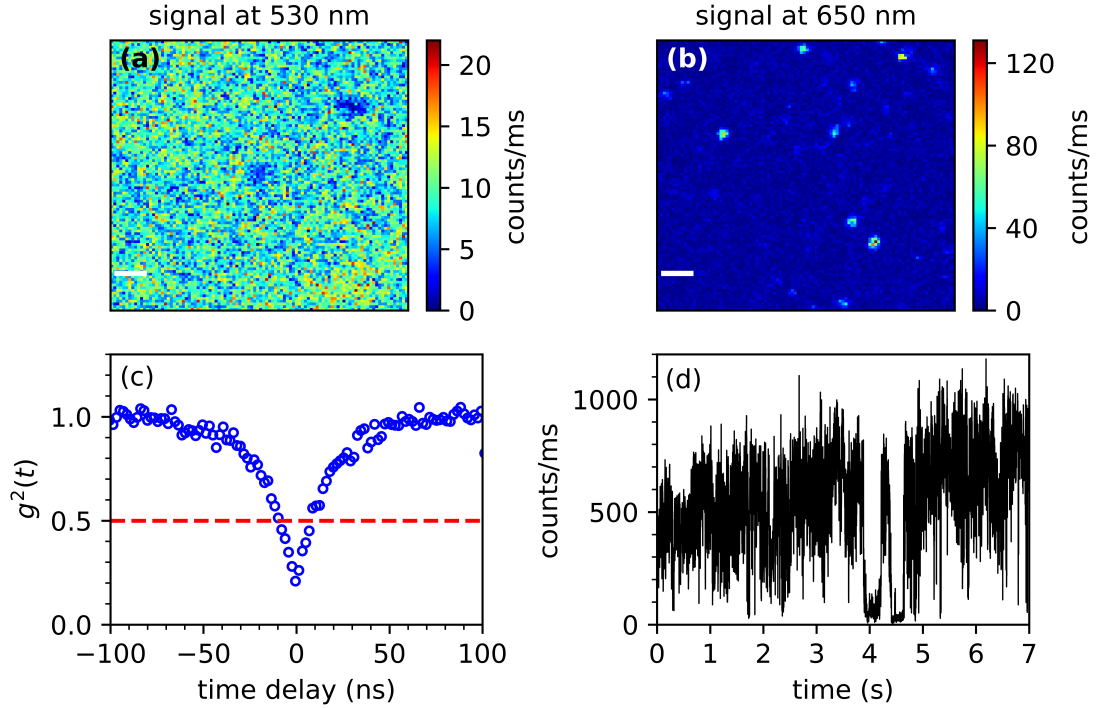 signal at 530 nm
signal at 650 nm
(a)
20
15
10
5
0
counts/ms
(b)
120
80
40
0
counts/ms
(c)
1.0
0.5
0.0
g²(t)
−100 −50 0 50 100
time delay (ns)
(d)
1000
500
0
counts/ms
0 1 2 3 4 5 6 7
time (s)